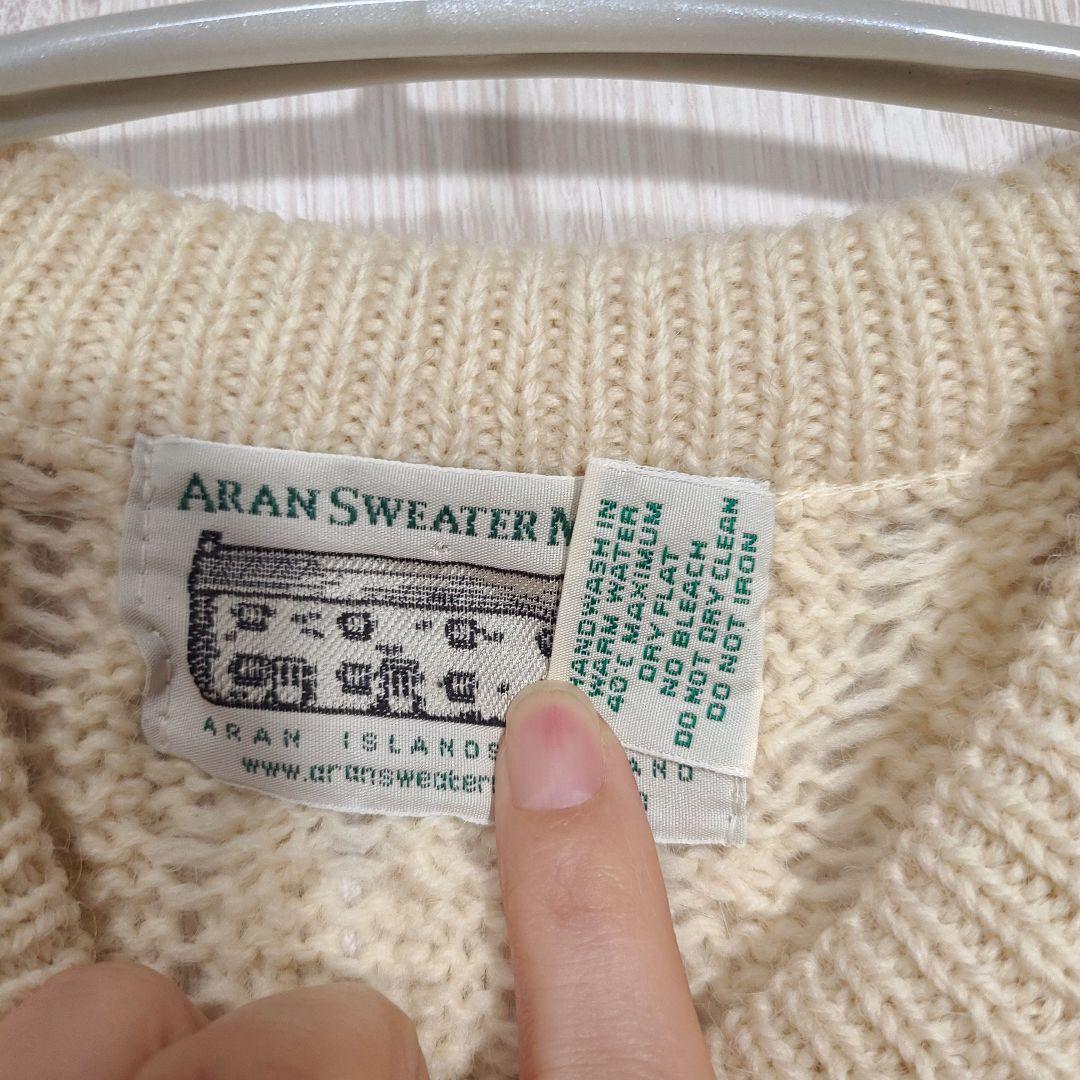 ARAN SWEATER M
ARAN ISLANDS
www.aransweater
HANDWASH IN
WARM WATER
40°C MAXIMUM
DRY FLAT
NO BLEACH
DO NOT DRY CLEAN
DO NOT IRON